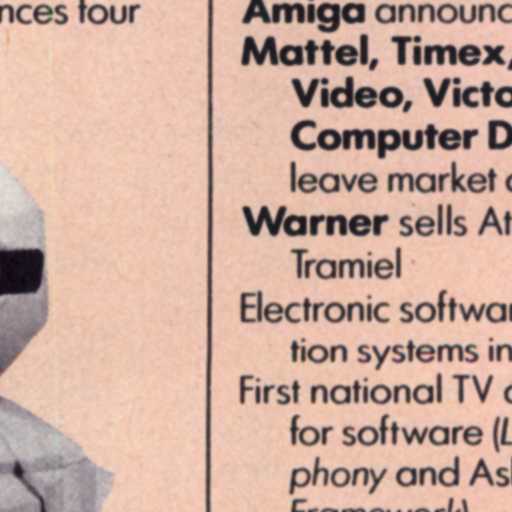 nces four
Amiga announc
Mattel, Timex,
Video, Victo
Computer D
leave market
Warner sells At
Tramiel
Electronic softwar
tion systems in
First national TV
for software (L
phony and Ash
Framework)